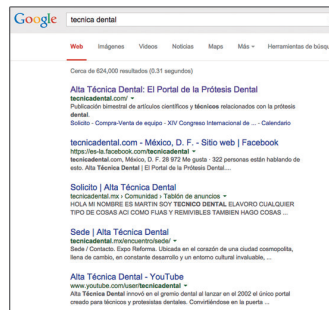 Google tecnica dental
Web Imágenes Videos Noticias Maps Más Herramientas de búsqu
Cerca de 624,000 resultados (0.31 segundos)
Alta Técnica Dental: El Portal de la Prótesis Dental
tecnicadental.com/
Publicación bimestral de artículos científicos y técnicos relacionados con la prótesis
dental.
Solicito - Compra-Venta de equipo - XIV Congreso Internacional de ... - Calendario
tecnicadental.com - México, D. F. - Sitio web | Facebook
https://es-la.facebook.com/tecnicadental
tecnicadental.com, México, D. F. 28 972 Me gusta · 322 personas están hablando de
esto. Alta Técnica Dental | El Portal de la Prótesis Dental....
Solicito | Alta Técnica Dental
tecnicadental.mx › Comunidad › Tablón de anuncios
HOLA MI NOMBRE ES MARTIN SOY TECNICO DENTAL ELAVORO CUALQUIER
TIPO DE COSAS ACI COMO FIJAS Y REMIVIBLES TAMBIEN HAGO COSAS ...
Sede | Alta Técnica Dental
tecnicadental.mx/encuentro/sede/
Sede / Contacto. Expo Reforma. Ubicada en el corazón de una ciudad cosmopolita,
llena de cambio, en constante desarrollo y un entorno cultural invaluable, ...
Alta Técnica Dental - YouTube
www.youtube.com/user/tecnicadental
Alta Técnica Dental innovó en el gremio dental al lanzar en el 2002 el único portal
creado para técnicos y protesistas dentales. Convirtiéndose en la puerta ...